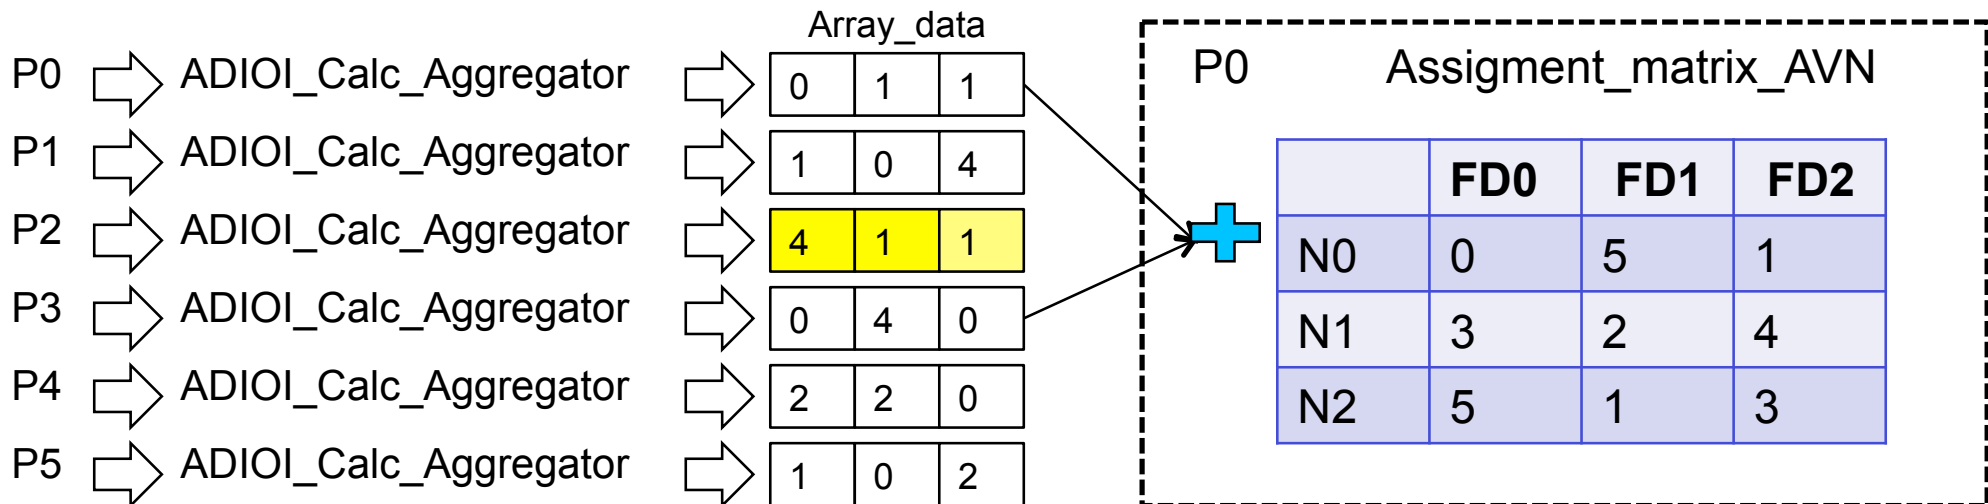 Array_data
P0 ADIOI_Calc_Aggregator 0 1 1
P1 ADIOI_Calc_Aggregator 1 0 4
P2 ADIOI_Calc_Aggregator 4 1 1
P3 ADIOI_Calc_Aggregator 0 4 0
P4 ADIOI_Calc_Aggregator 2 2 0
P5 ADIOI_Calc_Aggregator 1 0 2
P0 Assigment_matrix_AVN
FD0 FD1 FD2
N0 0 5 1
N1 3 2 4
N2 5 1 3